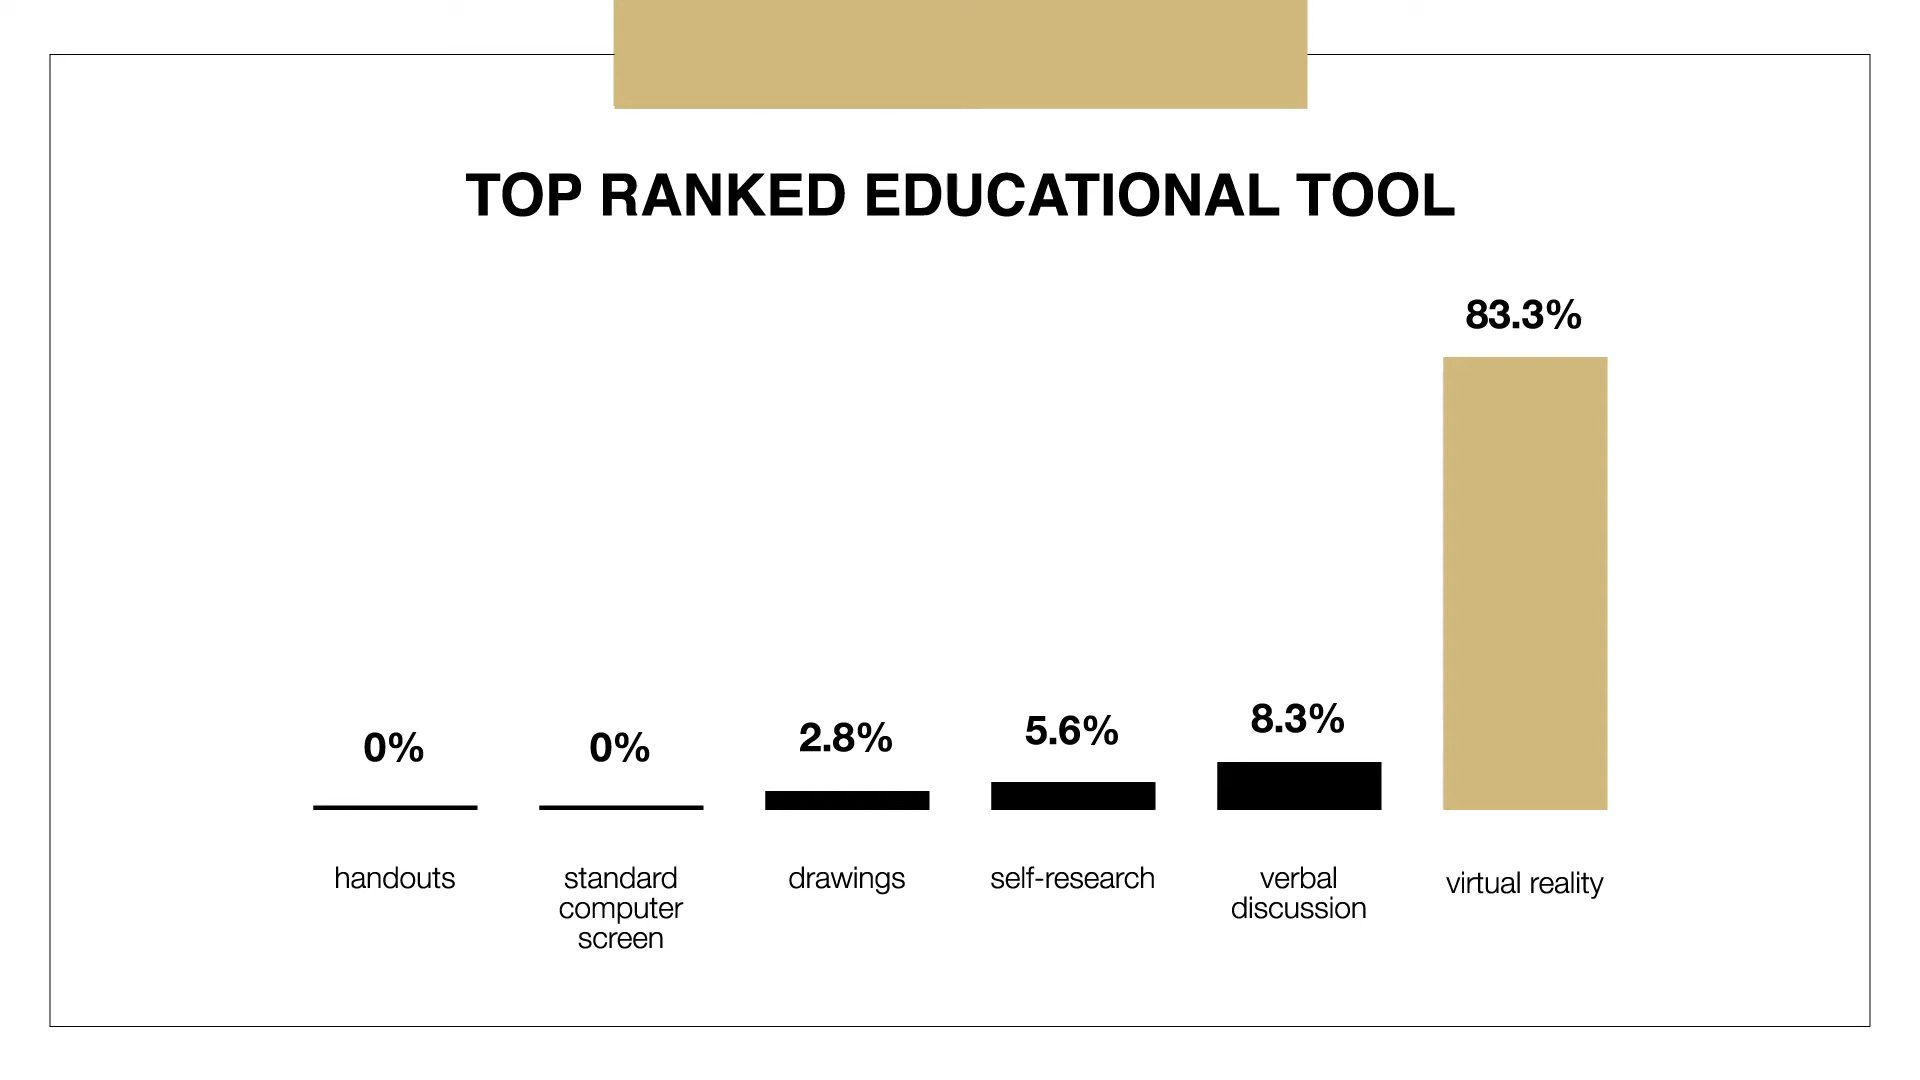 TOP RANKED EDUCATIONAL TOOL
83.3%
8.3%
5.6%
2.8%
0%
0%
handouts
standard
computer
screen
drawings
self-research
verbal
discussion
virtual reality